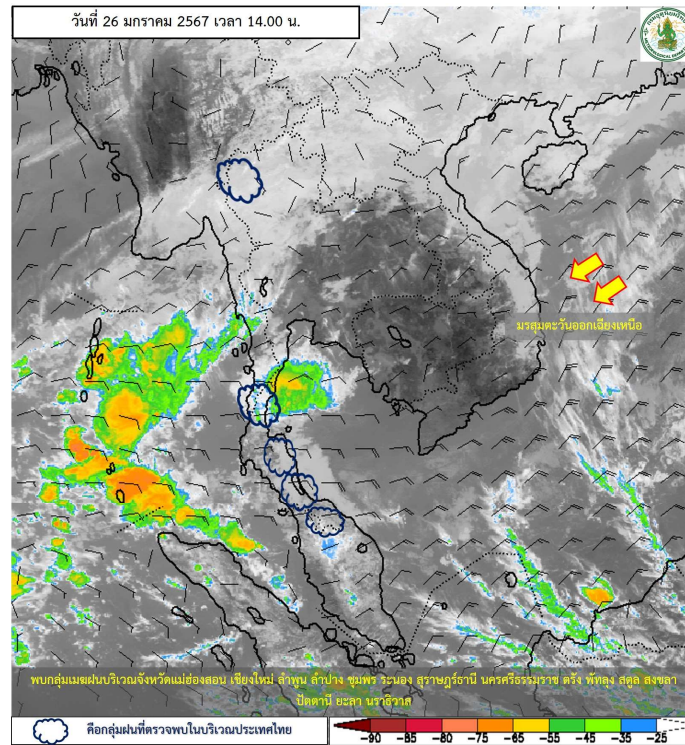 วันที่ 26 มกราคม 2567 เวลา 14.00 น.
มรสุมตะวันออกเฉียงเหนือ
พบกลุ่มเมฆฝนบริเวณจังหวัดแม่ฮ่องสอน เชียงใหม่ ลำพูน ลำปาง ชุมพร ระนอง สุราษฎร์ธานี นครศรีธรรมราช ตรัง พัทลุง สตูล สงขลา
ปัตตานี ยะลา นราธิวาส
คือกลุ่มฝนที่ตรวจพบในบริเวณประเทศไทย
-90 -85 -80 -75 -65 -55 -45 -35 -25